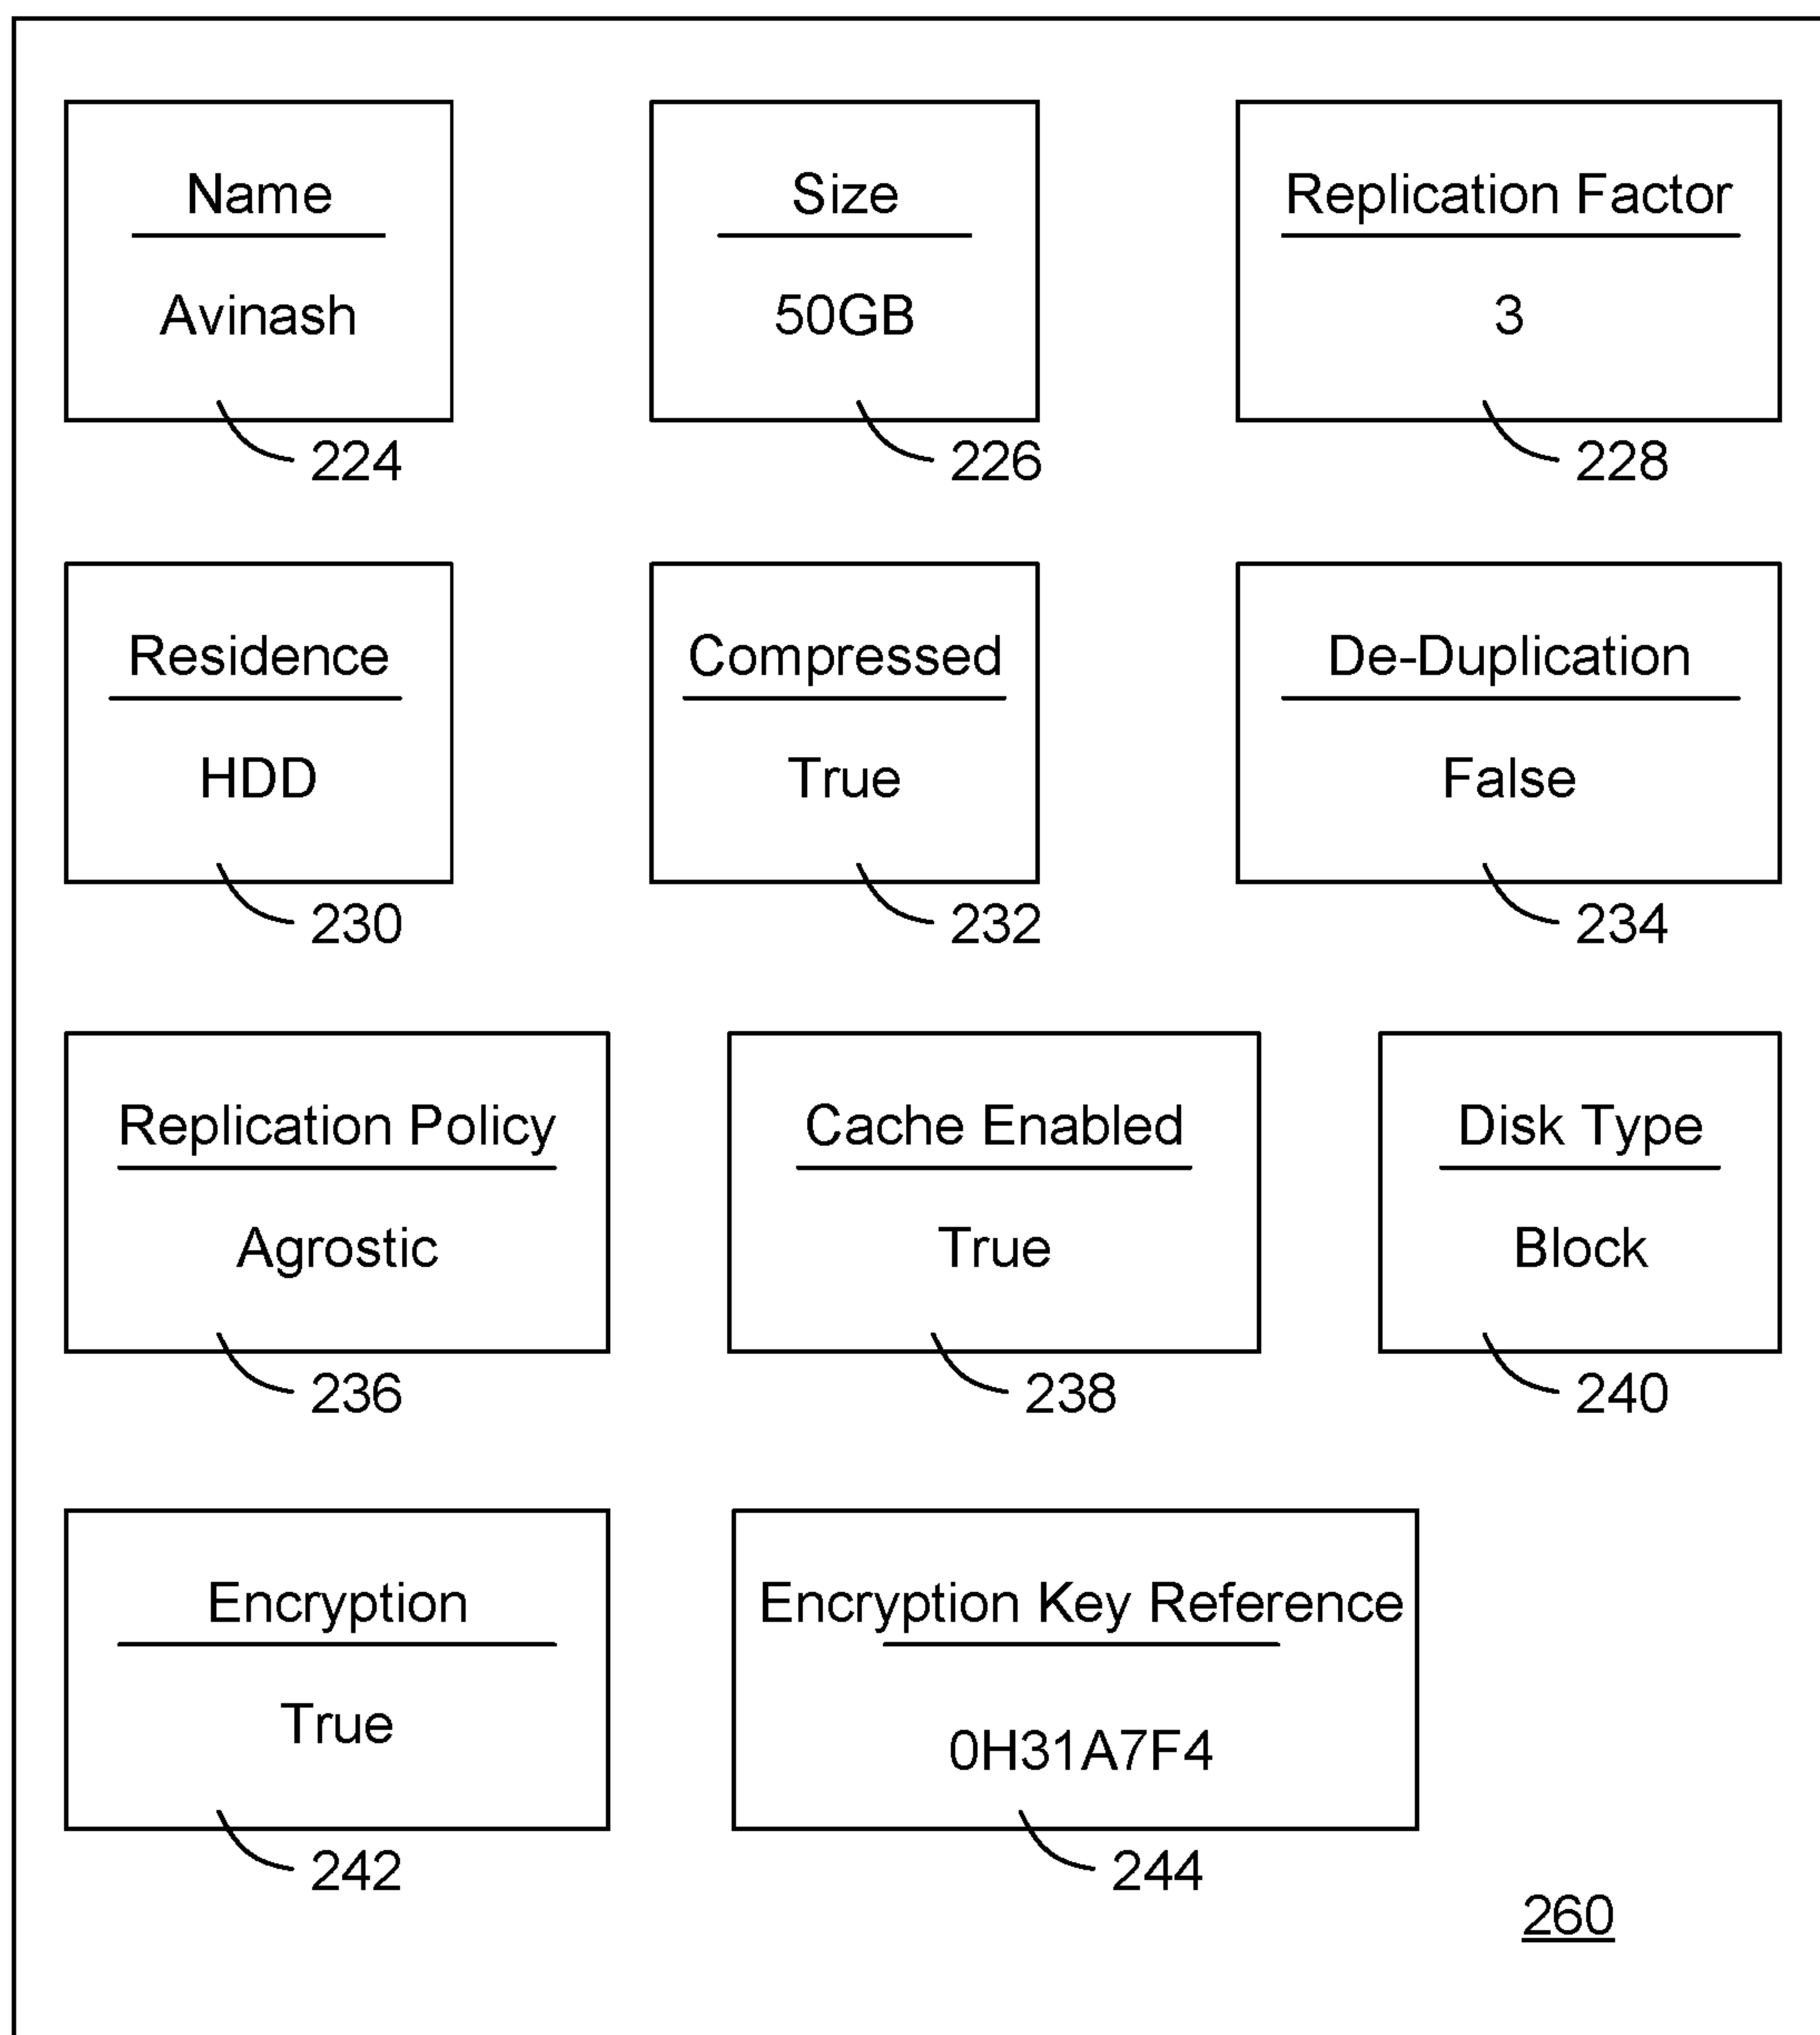 Name
Avinash
224
Size
50GB
226
Replication Factor
3
228
Residence
HDD
230
Compressed
True
232
De-Duplication
False
234
Replication Policy
Agrostic
236
Cache Enabled
True
238
Disk Type
Block
240
Encryption
True
242
Encryption Key Reference
0H31A7F4
244
260